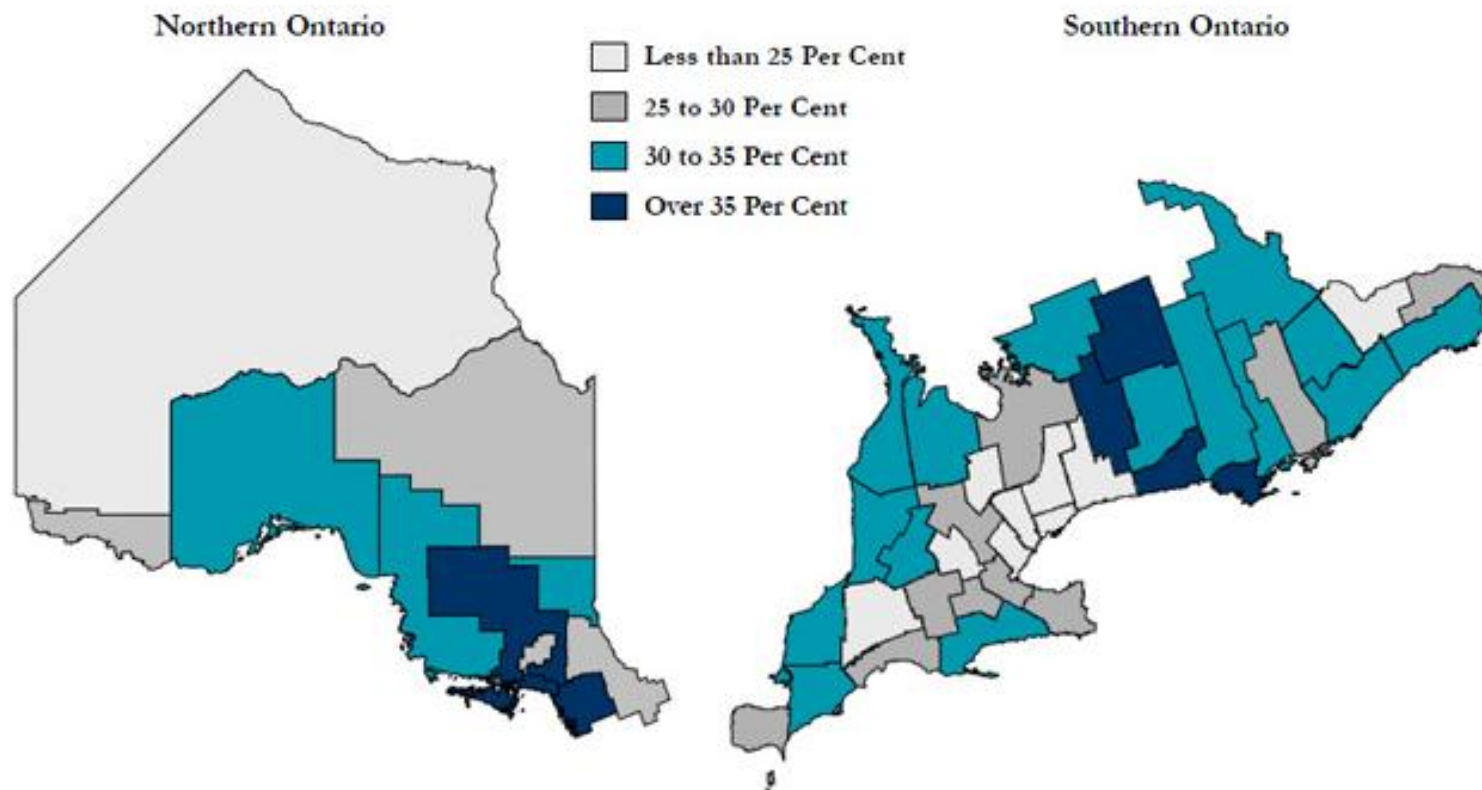 Northern Ontario
Southern Ontario
Less than 25 Per Cent
25 to 30 Per Cent
30 to 35 Per Cent
Over 35 Per Cent